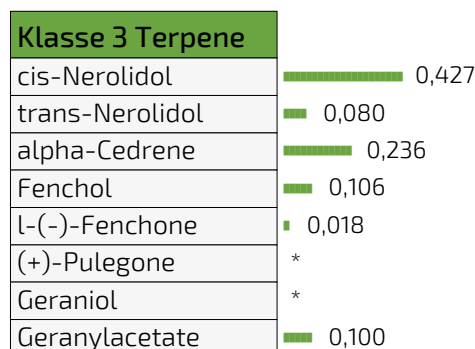 Klasse 3 Terpene
cis-Nerolidol 0,427
trans-Nerolidol 0,080
alpha-Cedrene 0,236
Fenchol 0,106
l-(-)-Fenchone 0,018
(+)-Pulegone *
Geraniol *
Geranylacetate 0,100